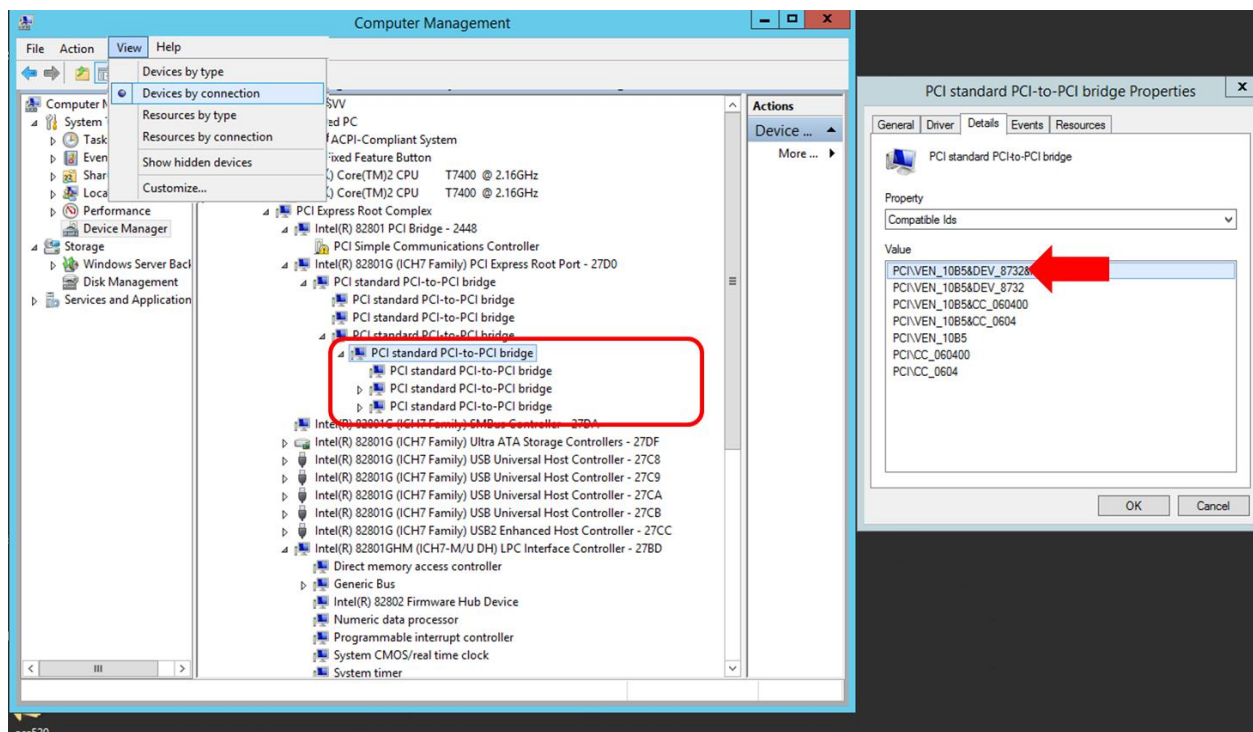 Computer Management
File Action View Help
Devices by type
Devices by connection
Resources by type
Resources by connection
Show hidden devices
Customize...
Computer
System
Task
Even
Shar
Loca
Performance
Device Manager
Storage
Windows Server Back
Disk Management
Services and Application
SVV
ed PC
ACPI-Compliant System
ixed Feature Button
) Core(TM)2 CPU T7400 @ 2.16GHz
) Core(TM)2 CPU T7400 @ 2.16GHz
PCI Express Root Complex
Intel(R) 82801 PCI Bridge - 2448
PCI Simple Communications Controller
Intel(R) 82801G (ICH7 Family) PCI Express Root Port - 27D0
PCI standard PCI-to-PCI bridge
PCI standard PCI-to-PCI bridge
PCI standard PCI-to-PCI bridge
PCI standard PCI-to-PCI bridge
PCI standard PCI-to-PCI bridge
PCI standard PCI-to-PCI bridge
PCI standard PCI-to-PCI bridge
PCI standard PCI-to-PCI bridge
Intel(R) 82801G (ICH7 Family) SMBus Controller - 27DA
Intel(R) 82801G (ICH7 Family) Ultra ATA Storage Controllers - 27DF
Intel(R) 82801G (ICH7 Family) USB Universal Host Controller - 27C8
Intel(R) 82801G (ICH7 Family) USB Universal Host Controller - 27C9
Intel(R) 82801G (ICH7 Family) USB Universal Host Controller - 27CA
Intel(R) 82801G (ICH7 Family) USB Universal Host Controller - 27CB
Intel(R) 82801G (ICH7 Family) USB2 Enhanced Host Controller - 27CC
Intel(R) 82801GHM (ICH7-M/U DH) LPC Interface Controller - 27BD
Direct memory access controller
Generic Bus
Intel(R) 82802 Firmware Hub Device
Numeric data processor
Programmable interrupt controller
System CMOS/real time clock
System timer
Actions
Device ...
More ...
PCI standard PCI-to-PCI bridge Properties
General Driver Details Events Resources
PCI standard PCI-to-PCI bridge
Property
Compatible Ids
Value
PCI\VEN_10B5&DEV_8732&
PCI\VEN_10B5&DEV_8732
PCI\VEN_10B5&CC_060400
PCI\VEN_10B5&CC_0604
PCI\VEN_10B5
PCI\CC_060400
PCI\CC_0604
OK Cancel